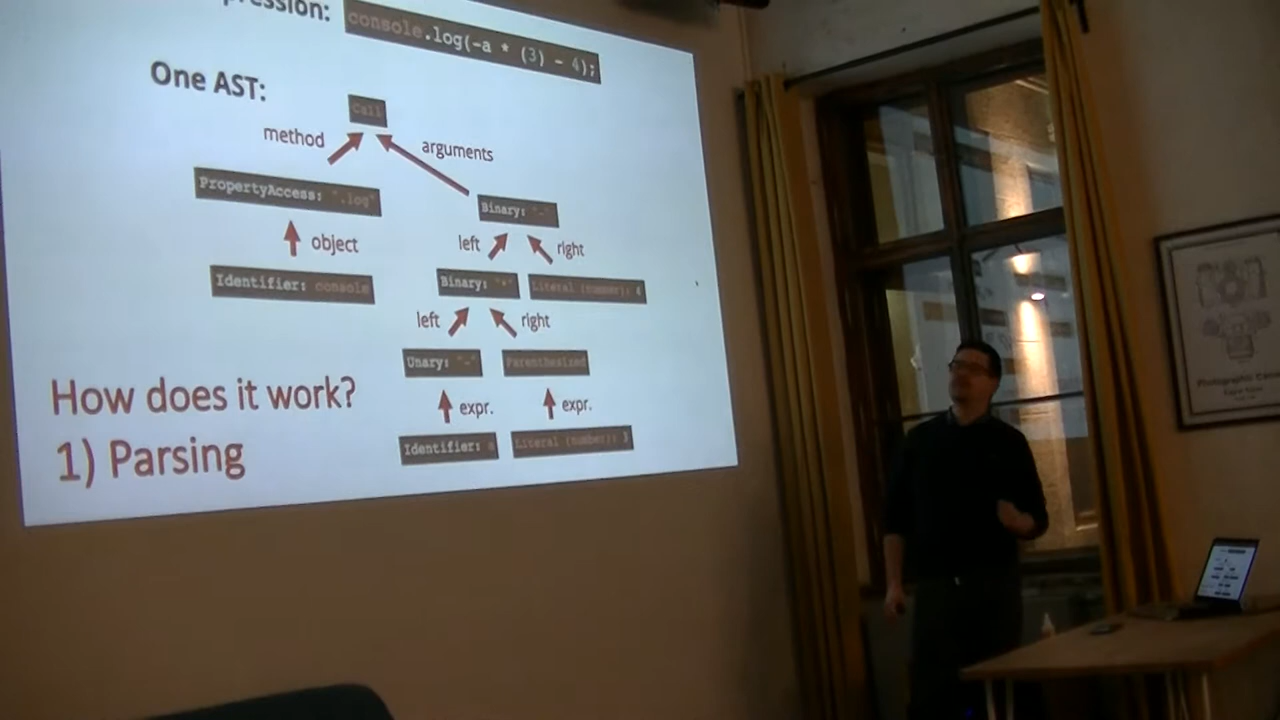 pression: console.log(-a * (3) - 4);
One AST:
Call
method
arguments
PropertyAccess: ".log"
Binary: "-"
object
left
right
Identifier: console
Binary: "*"
Literal (number): 4
left
right
Unary: "-"
Parenthesized
How does it work?
expr.
expr.
1) Parsing
Identifier: a
Literal (number): 3